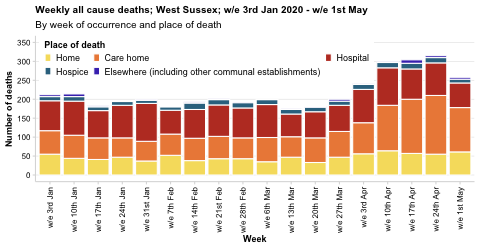 Weekly all cause deaths; West Sussex; w/e 3rd Jan 2020 - w/e 1st May
By week of occurrence and place of death
Place of death
Home
Care home
Hospital
Hospice
Elsewhere (including other communal establishments)
Number of deaths
350
300
250
200
150
100
50
0
w/e 3rd Jan
w/e 10th Jan
w/e 17th Jan
w/e 24th Jan
w/e 31st Jan
w/e 7th Feb
w/e 14th Feb
w/e 21st Feb
w/e 28th Feb
w/e 6th Mar
w/e 13th Mar
w/e 20th Mar
w/e 27th Mar
w/e 3rd Apr
w/e 10th Apr
w/e 17th Apr
w/e 24th Apr
w/e 1st May
Week